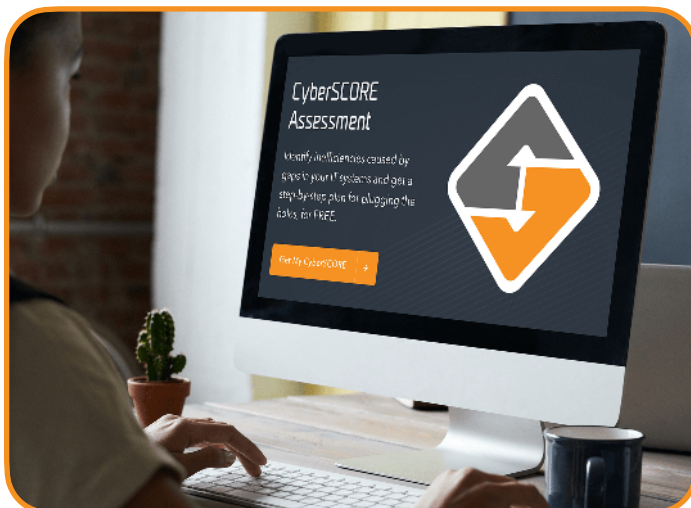 CyberSCORE
Assessment
Identify inefficiencies caused by
gaps in your IT systems and get a
step-by-step plan for plugging the
holes, for FREE.
Get My CyberSCORE